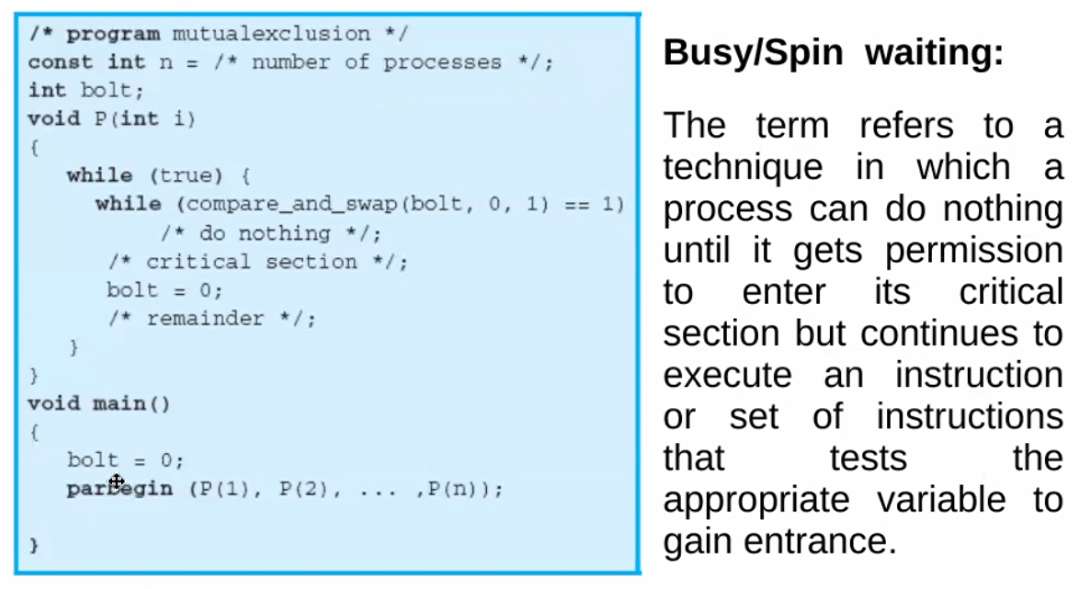 /* program mutualexclusion */
const int n = /* number of processes */;
int bolt;
void P(int i)
{
while (true) {
while (compare_and_swap(bolt, 0, 1) == 1)
/* do nothing */;
/* critical section */;
bolt = 0;
/* remainder */;
}
}
void main()
{
bolt = 0;
parbegin (P(1), P(2), ... ,P(n));
}
Busy/Spin waiting:
The term refers to a
technique in which a
process can do nothing
until it gets permission
to enter its critical
section but continues to
execute an instruction
or set of instructions
that tests the
appropriate variable to
gain entrance.